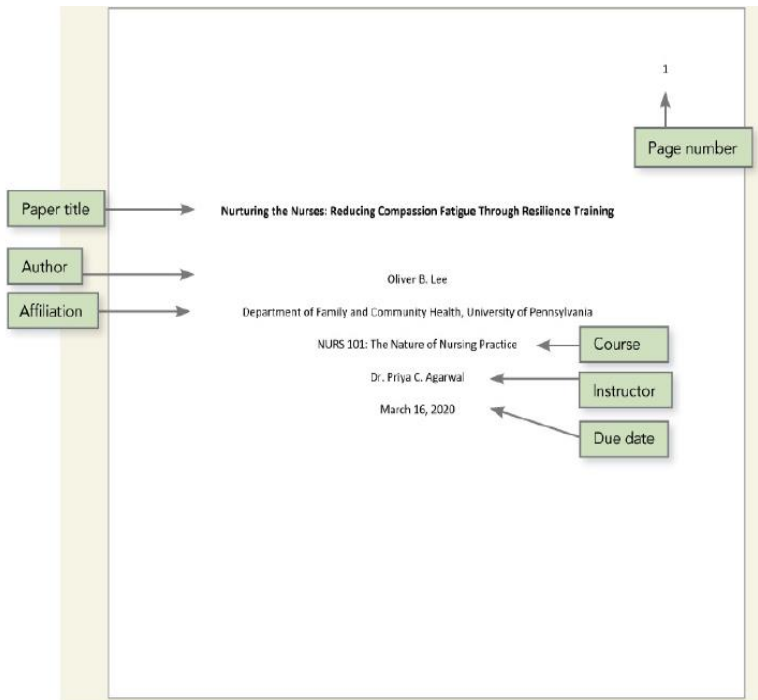 1
Page number
Paper title
Nurturing the Nurses: Reducing Compassion Fatigue Through Resilience Training
Author
Oliver B. Lee
Affiliation
Department of Family and Community Health, University of Pennsylvania
NURS 101: The Nature of Nursing Practice
Course
Dr. Priya C. Agarwal
Instructor
March 16, 2020
Due date